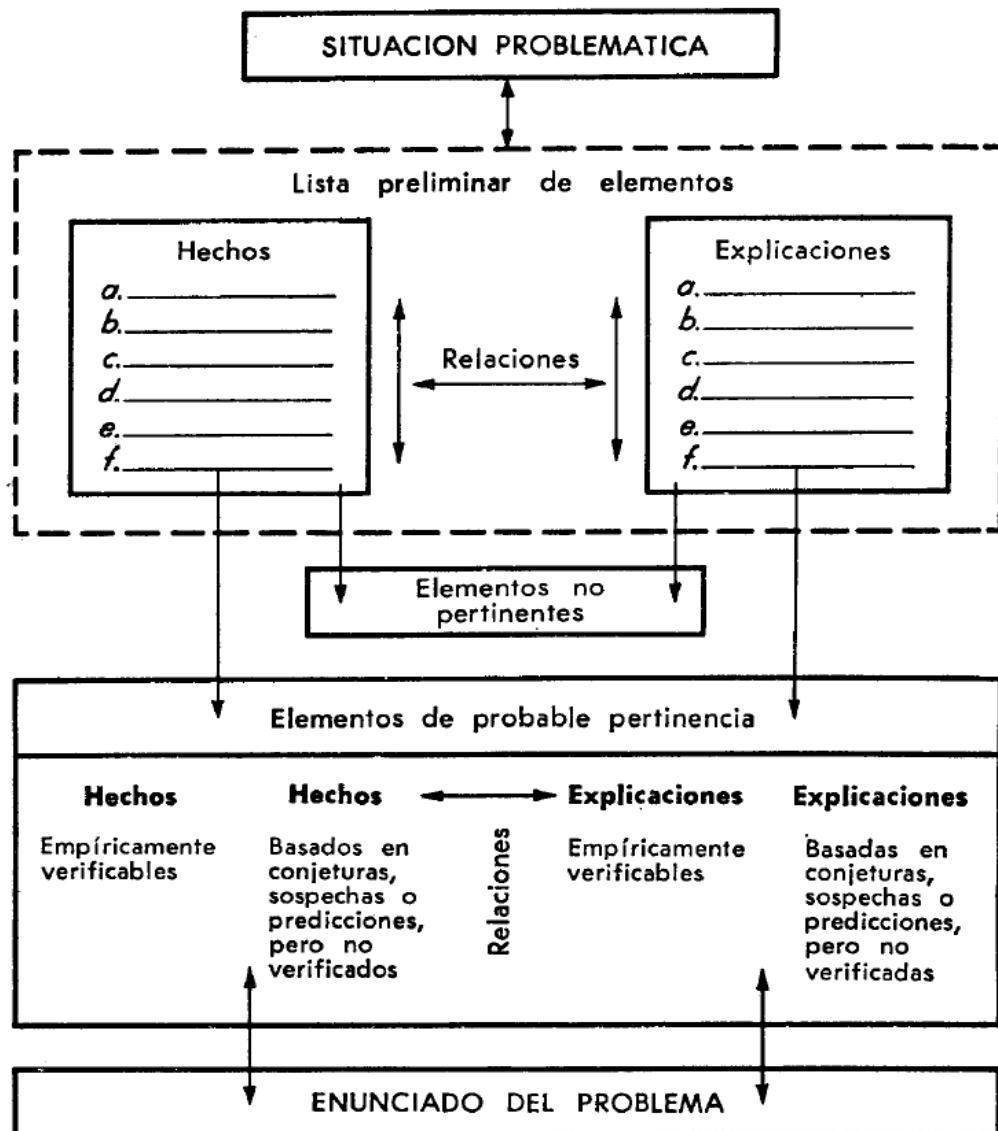 SITUACION PROBLEMATICA
Lista preliminar de elementos
Hechos
a.
b.
c.
d.
e.
f.
Relaciones
Explicaciones
a.
b.
c.
d.
e.
f.
Elementos no
pertinentes
Elementos de probable pertinencia
Hechos
Empíricamente
verificables
Hechos
Basados en
conjeturas,
sospechas o
predicciones,
pero no
verificados
Relaciones
Explicaciones
Empíricamente
verificables
Explicaciones
Basadas en
conjeturas,
sospechas o
predicciones,
pero no
verificadas
ENUNCIADO DEL PROBLEMA